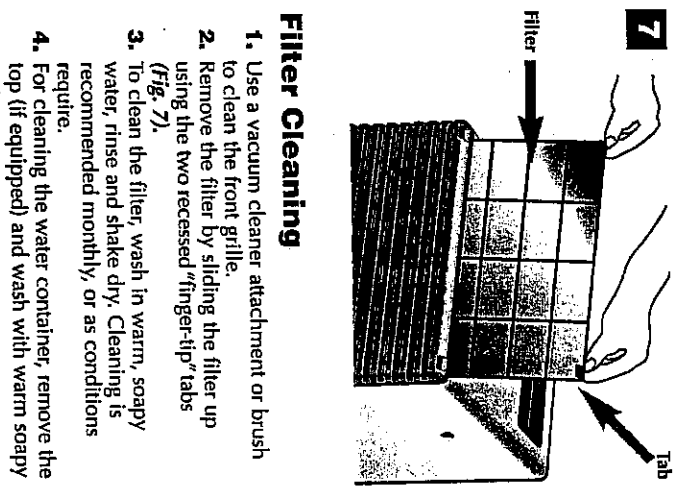 7
Filter
Tab
Filter Cleaning
1. Use a vacuum cleaner attachment or brush
to clean the front grille.
2. Remove the filter by sliding the filter up
using the two recessed "finger-tip" tabs
(Fig. 7).
3. To clean the filter, wash in warm, soapy
water, rinse and shake dry. Cleaning is
recommended monthly, or as conditions
require.
4. For cleaning the water container, remove the
top (if equipped) and wash with warm soapy